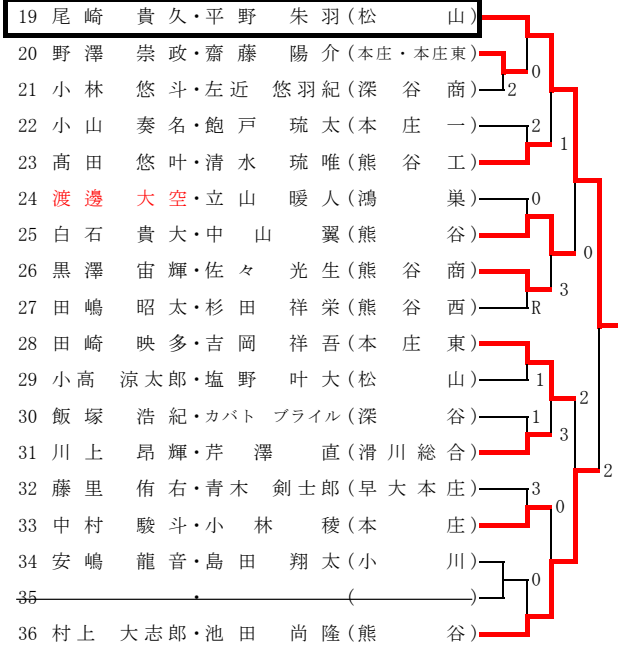 19 尾崎 貴久・平野 朱羽(松山)
20 野澤 崇政・齋藤 陽介(本庄・本庄東) 0
21 小林 悠斗・左近 悠羽紀(深谷商) 2
22 小山 奏名・飽戸 琉太(本庄一) 2
1
23 髙田 悠叶・清水 琉唯(熊谷工)
24 渡邊 大空・立山 暖人(鴻巣) 0
25 白石 貴大・中山 翼(熊谷)
0
26 黒澤 宙輝・佐々 光生(熊谷商)
3
27 田嶋 昭太・杉田 祥栄(熊谷西) R
28 田崎 映多・吉岡 祥吾(本庄東)
29 小高 涼太郎・塩野 叶大(松山) 1
2
30 飯塚 浩紀・カバト ブライル(深谷) 1
3
31 川上 昂輝・芹澤 直(滑川総合)
2
32 藤里 侑右・青木 剣士郎(早大本庄) 3
0
33 中村 駿斗・小林 稜(本庄)
34 安嶋 龍音・島田 翔太(小川)
0
35 ・ ( )
36 村上 大志郎・池田 尚隆(熊谷)